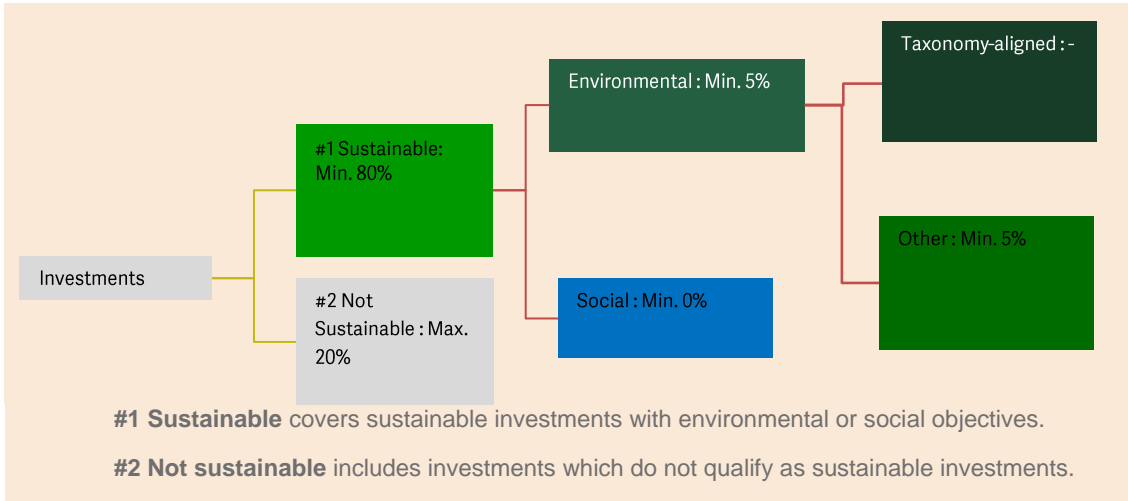 Taxonomy-aligned : -
Environmental : Min. 5%
#1 Sustainable:
Min. 80%
Other : Min. 5%
Investments
#2 Not
Sustainable : Max.
20%
Social : Min. 0%
#1 Sustainable covers sustainable investments with environmental or social objectives.
#2 Not sustainable includes investments which do not qualify as sustainable investments.